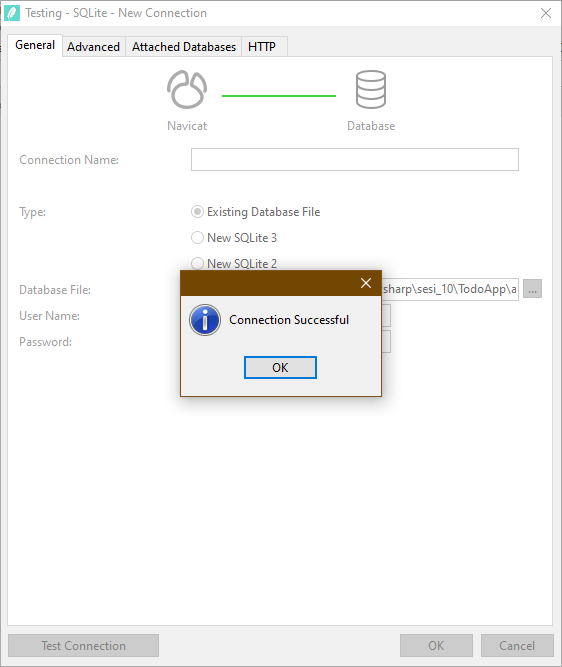 Testing - SQLite - New Connection
General
Advanced
Attached Databases
HTTP
Navicat
Database
Connection Name:
Type:
Existing Database File
New SQLite 3
New SQLite 2
Database File:
sharp\sesi_10\TodoApp\a
...
User Name:
Password:
Connection Successful
OK
Test Connection
OK
Cancel